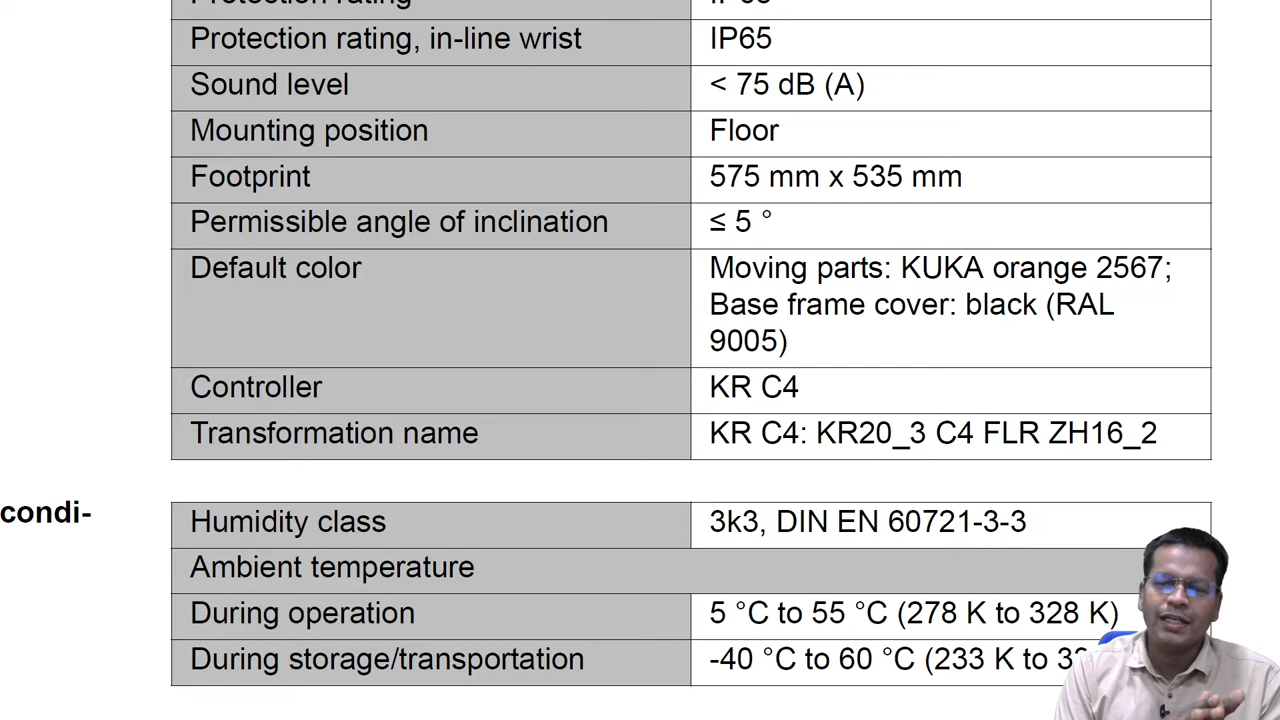 Protection rating, in-line wrist IP65
Sound level < 75 dB (A)
Mounting position Floor
Footprint 575 mm x 535 mm
Permissible angle of inclination ≤ 5 °
Default color Moving parts: KUKA orange 2567;
Base frame cover: black (RAL
9005)
Controller KR C4
Transformation name KR C4: KR20_3 C4 FLR ZH16_2
condi-
Humidity class 3k3, DIN EN 60721-3-3
Ambient temperature
During operation 5 °C to 55 °C (278 K to 328 K)
During storage/transportation -40 °C to 60 °C (233 K to